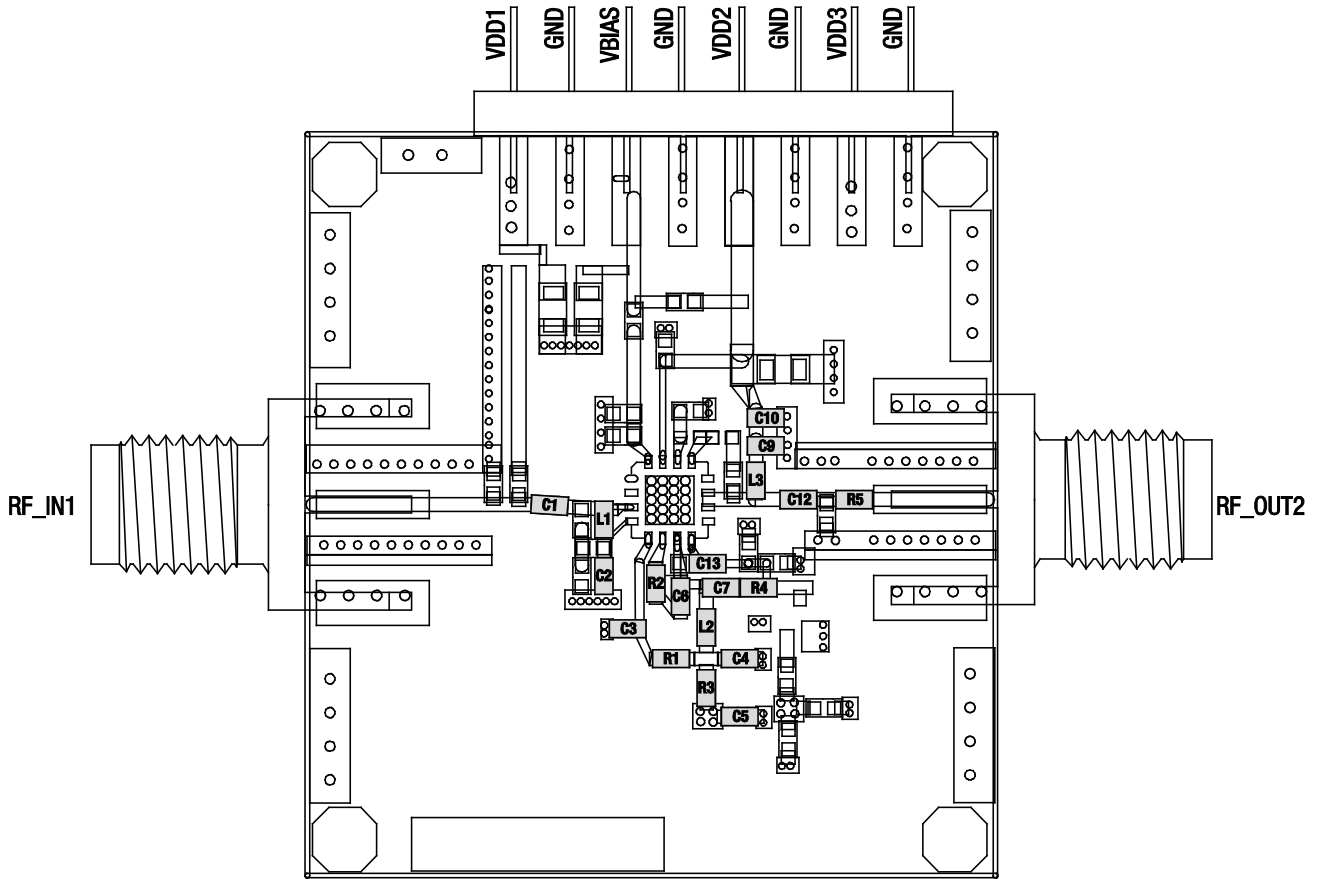 VDD1
GND
VBIAS
GND
VDD2
GND
VDD3
GND
C10
C9
L3
C12
R5
RF_IN1
C1
L1
RF_OUT2
C13
C2
R2
C6
C7
R4
C3
L2
R1
C4
R3
C5